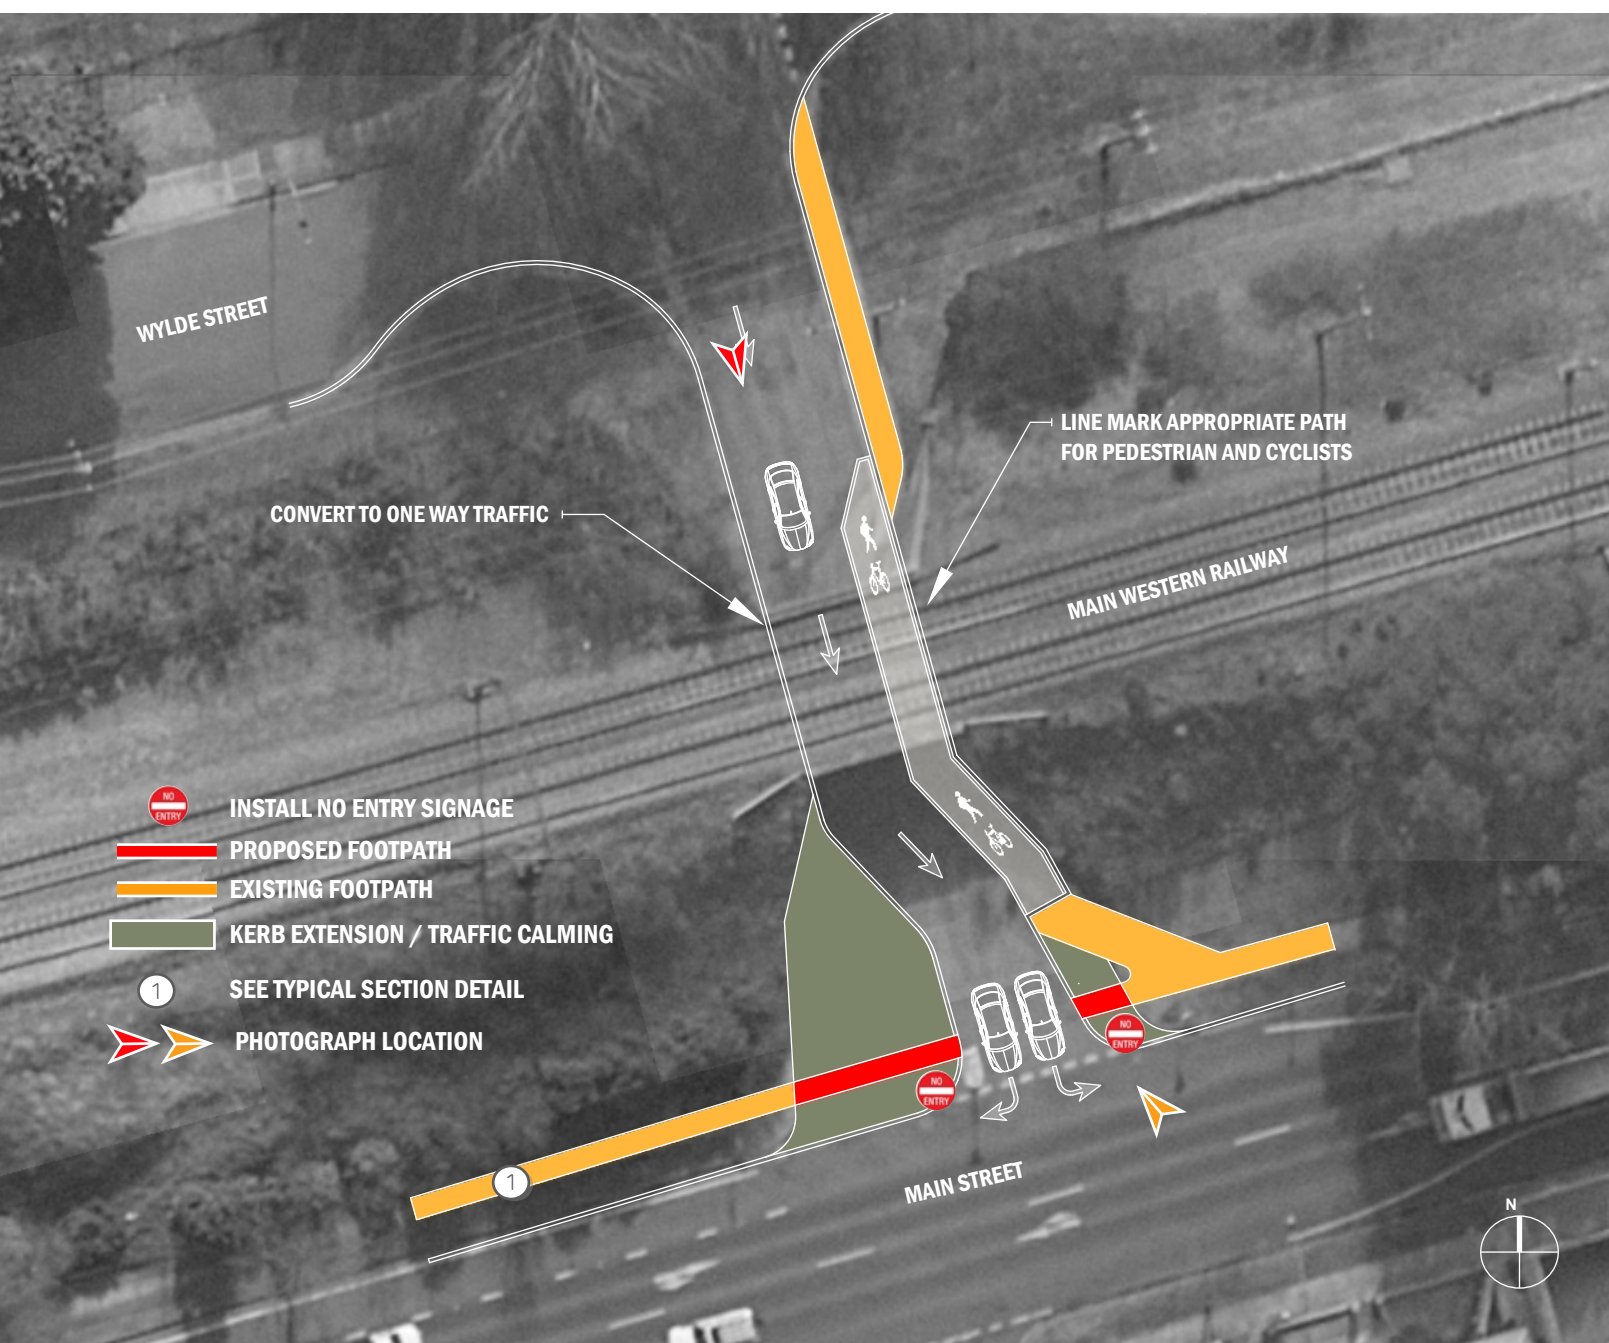 WYLDE STREET
LINE MARK APPROPRIATE PATH
FOR PEDESTRIAN AND CYCLISTS
CONVERT TO ONE WAY TRAFFIC
MAIN WESTERN RAILWAY
NO
ENTRY
INSTALL NO ENTRY SIGNAGE
PROPOSED FOOTPATH
EXISTING FOOTPATH
KERB EXTENSION / TRAFFIC CALMING
1
SEE TYPICAL SECTION DETAIL
PHOTOGRAPH LOCATION
NO
ENTRY
NO
ENTRY
1
MAIN STREET
N